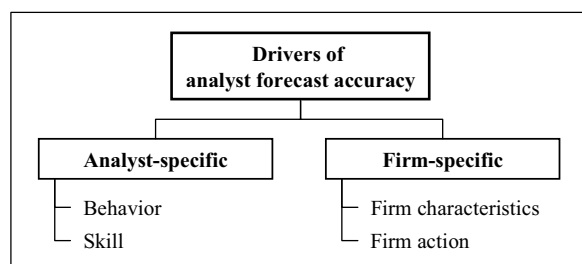 Drivers of
analyst forecast accuracy
Analyst-specific
Firm-specific
Behavior
Skill
Firm characteristics
Firm action